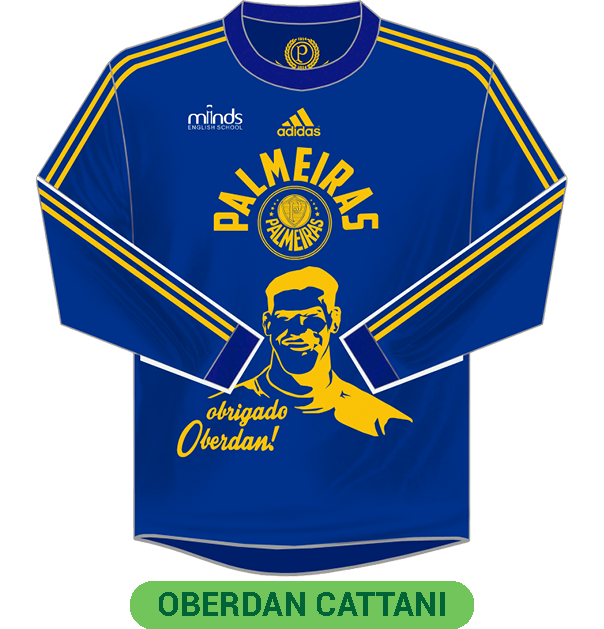 P
minds
ENGLISH SCHOOL
adidas
PALMEIRAS
P
PALMEIRAS
obrigado
Oberdan!
OBERDAN CATTANI